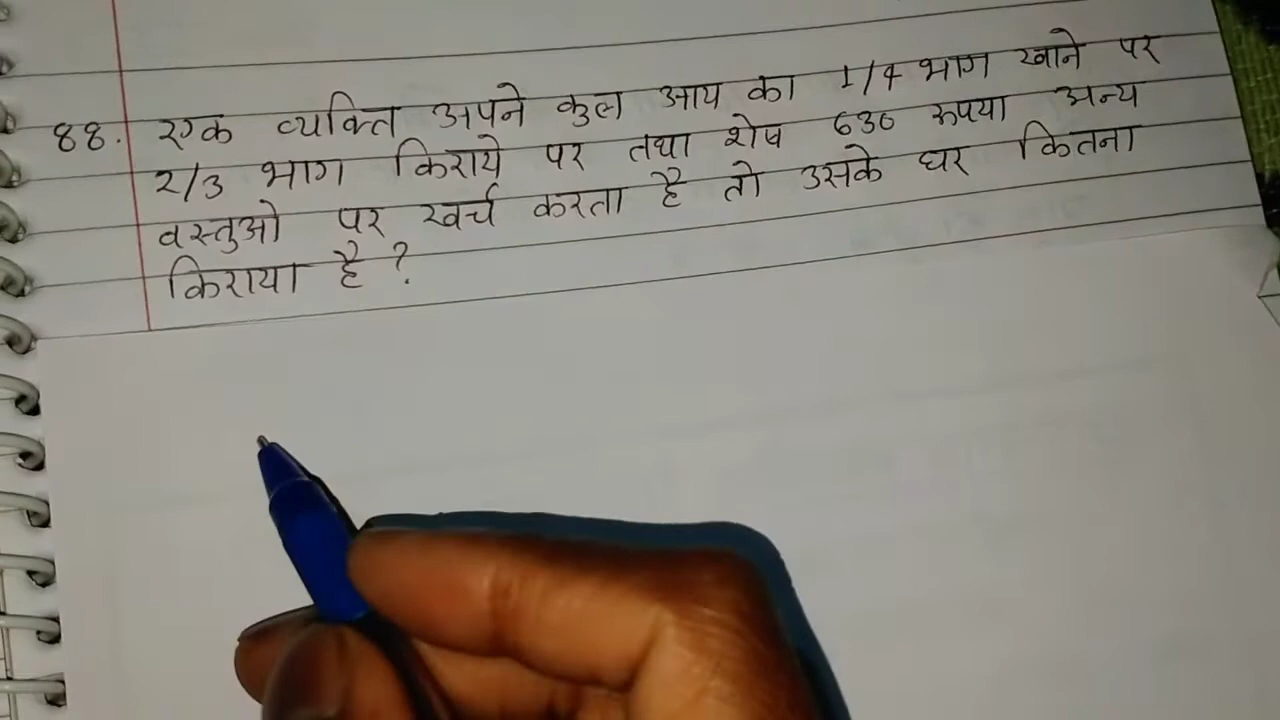 88. एक व्यक्ति अपने कुल आय का 1/4 भाग खाने पर
2/3 भाग किराये पर तथा शेष 630 रुपया अन्य
वस्तुओ पर खर्च करता है तो उसके घर कितना
किराया है ?